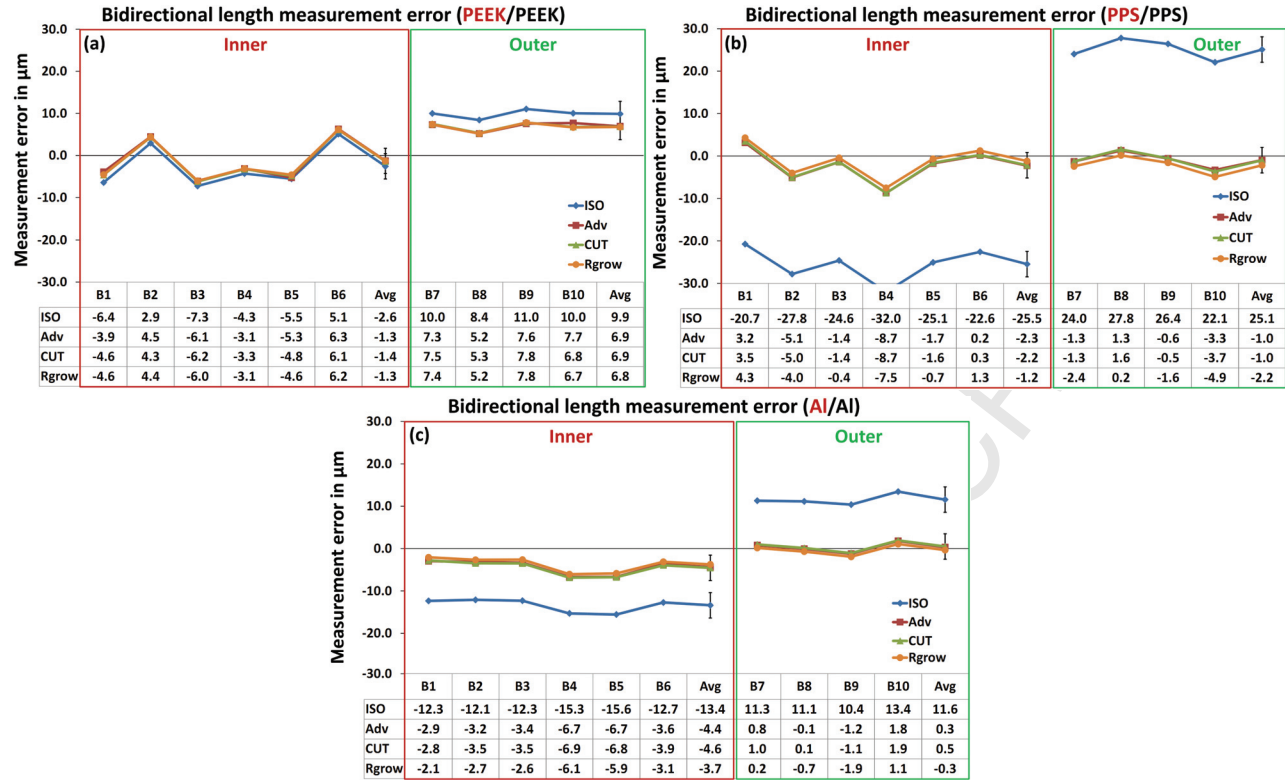 Bidirectional length measurement error (PEEK/PEEK)
(a)
Inner
Outer
Measurement error in µm
30.0
20.0
10.0
0.0
-10.0
-20.0
-30.0
ISO
Adv
CUT
Rgrow
B1 B2 B3 B4 B5 B6 Avg B7 B8 B9 B10 Avg
ISO -6.4 2.9 -7.3 -4.3 -5.5 5.1 -2.6 10.0 8.4 11.0 10.0 9.9
Adv -3.9 4.5 -6.1 -3.1 -5.3 6.3 -1.3 7.3 5.2 7.6 7.7 6.9
CUT -4.6 4.3 -6.2 -3.3 -4.8 6.1 -1.4 7.5 5.3 7.8 6.8 6.9
Rgrow -4.6 4.4 -6.0 -3.1 -4.6 6.2 -1.3 7.4 5.2 7.8 6.7 6.8
Bidirectional length measurement error (PPS/PPS)
(b)
Inner
Outer
Measurement error in µm
30.0
20.0
10.0
0.0
-10.0
-20.0
-30.0
ISO
Adv
CUT
Rgrow
B1 B2 B3 B4 B5 B6 Avg B7 B8 B9 B10 Avg
ISO -20.7 -27.8 -24.6 -32.0 -25.1 -22.6 -25.5 24.0 27.8 26.4 22.1 25.1
Adv 3.2 -5.1 -1.4 -8.7 -1.7 0.2 -2.3 -1.3 1.3 -0.6 -3.3 -1.0
CUT 3.5 -5.0 -1.4 -8.7 -1.6 0.3 -2.2 -1.3 1.6 -0.5 -3.7 -1.0
Rgrow 4.3 -4.0 -0.4 -7.5 -0.7 1.3 -1.2 -2.4 0.2 -1.6 -4.9 -2.2
Bidirectional length measurement error (Al/Al)
(c)
Inner
Outer
Measurement error in µm
30.0
20.0
10.0
0.0
-10.0
-20.0
-30.0
ISO
Adv
CUT
Rgrow
B1 B2 B3 B4 B5 B6 Avg B7 B8 B9 B10 Avg
ISO -12.3 -12.1 -12.3 -15.3 -15.6 -12.7 -13.4 11.3 11.1 10.4 13.4 11.6
Adv -2.9 -3.2 -3.4 -6.7 -6.7 -3.6 -4.4 0.8 -0.1 -1.2 1.8 0.3
CUT -2.8 -3.5 -3.5 -6.9 -6.8 -3.9 -4.6 1.0 0.1 -1.1 1.9 0.5
Rgrow -2.1 -2.7 -2.6 -6.1 -5.9 -3.1 -3.7 0.2 -0.7 -1.9 1.1 -0.3